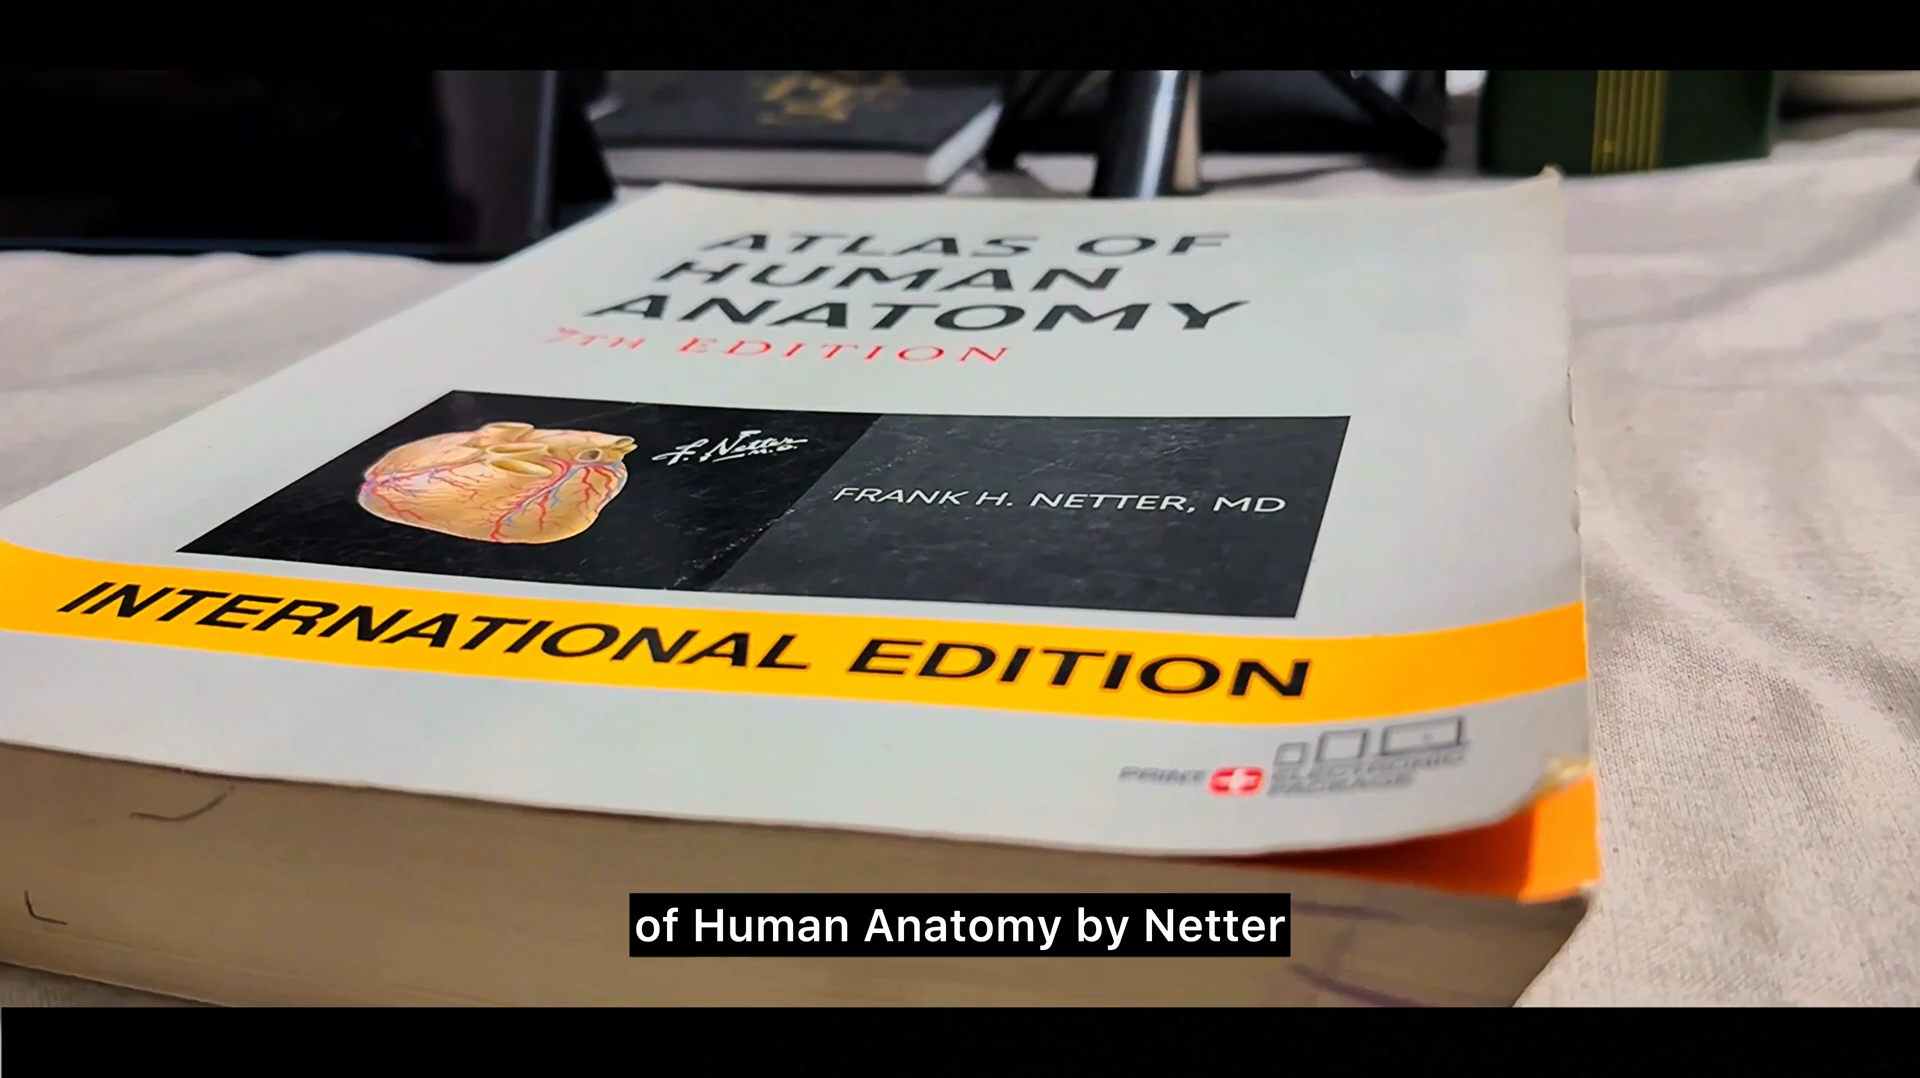 ATLAS OF
HUMAN
ANATOMY
7TH EDITION
F. Netter
M.D.
FRANK H. NETTER, MD
INTERNATIONAL EDITION
PRINT
ELECTRONIC
PACKAGE
of Human Anatomy by Netter